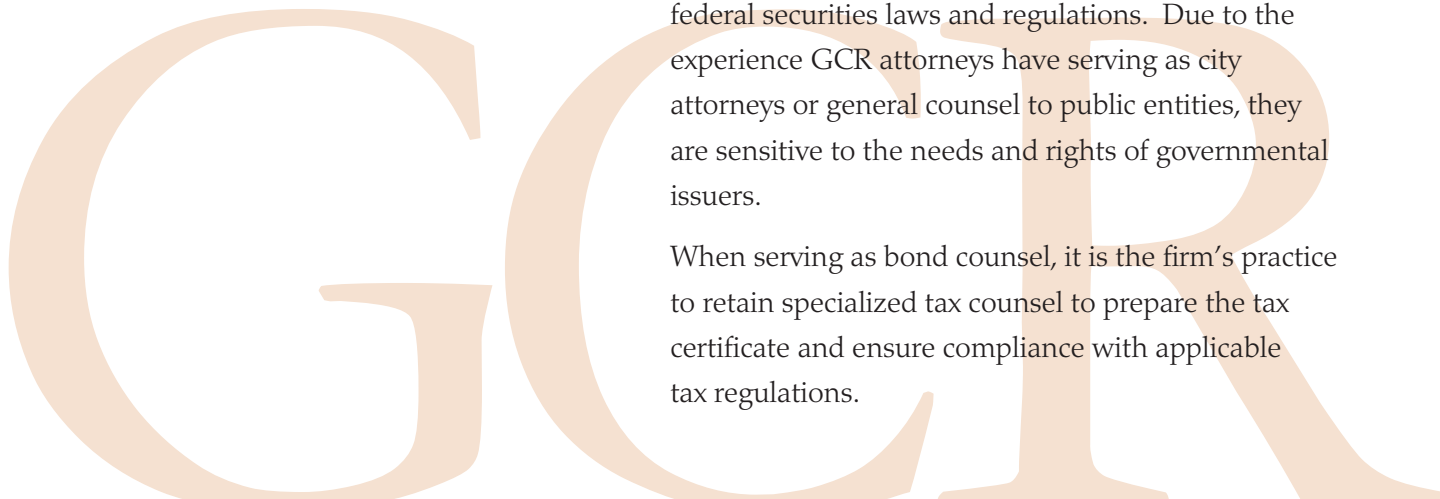 GCR
federal securities laws and regulations.  Due to the
experience GCR attorneys have serving as city
attorneys or general counsel to public entities, they
are sensitive to the needs and rights of governmental
issuers.
When serving as bond counsel, it is the firm’s practice
to retain specialized tax counsel to prepare the tax
certificate and ensure compliance with applicable
tax regulations.